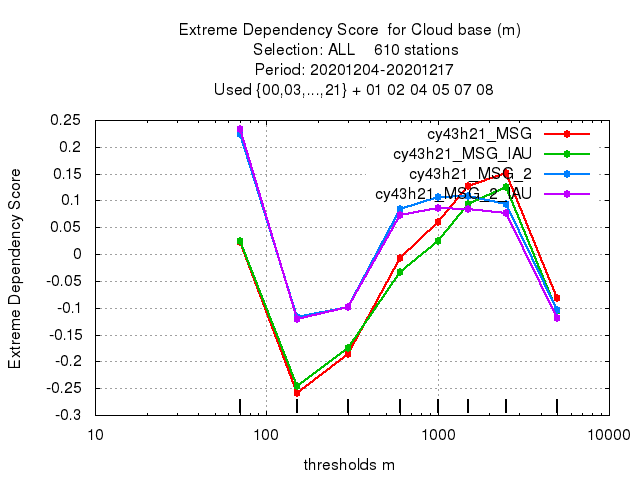 Extreme Dependency Score  for Cloud base (m)
Selection: ALL    610 stations
Period: 20201204-20201217
Used {00,03,...,21} + 01 02 04 05 07 08
cy43h21_MSG
cy43h21_MSG_IAU
cy43h21_MSG_2
cy43h21_MSG_2_IAU
Extreme Dependency Score
0.25
0.2
0.15
0.1
0.05
0
-0.05
-0.1
-0.15
-0.2
-0.25
-0.3
10 100 1000 10000
thresholds m